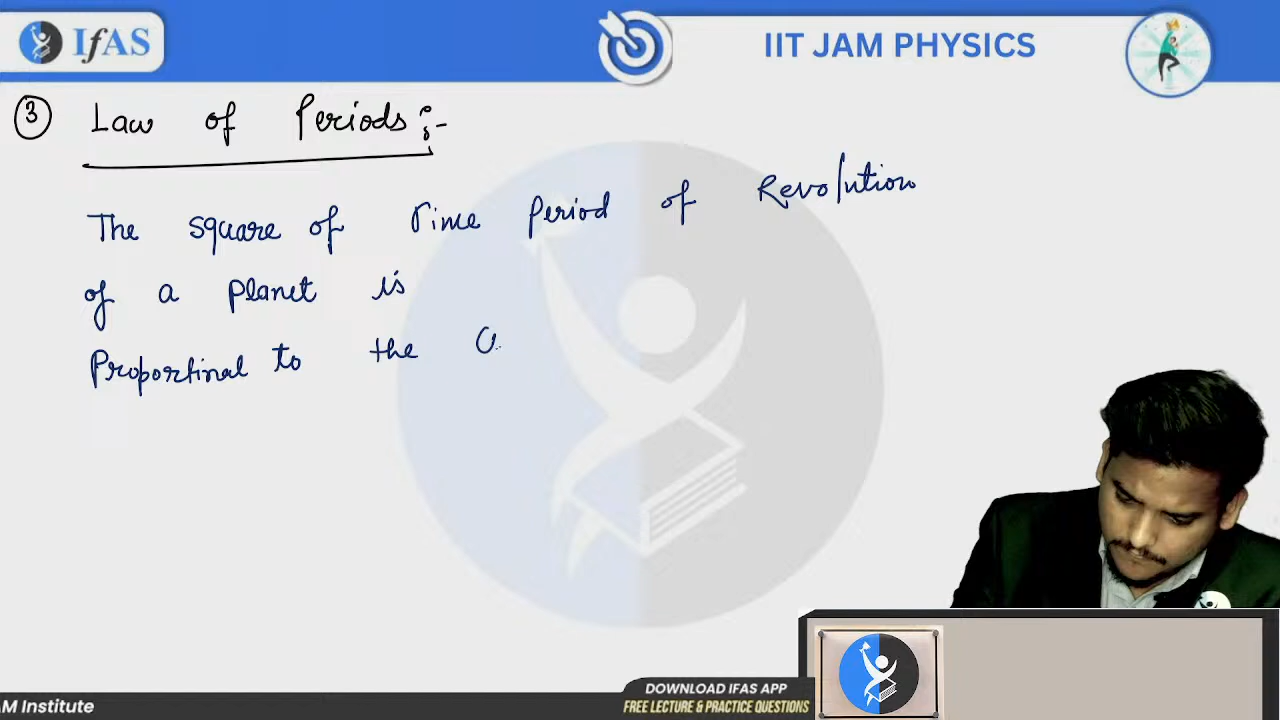 IfAS
IIT JAM PHYSICS
3 Law of Periods :-
The square of Time Period of Revolution
of a planet is
Proportinal to the C
AM Institute
DOWNLOAD IFAS APP
FREE LECTURE & PRACTICE QUESTIONS